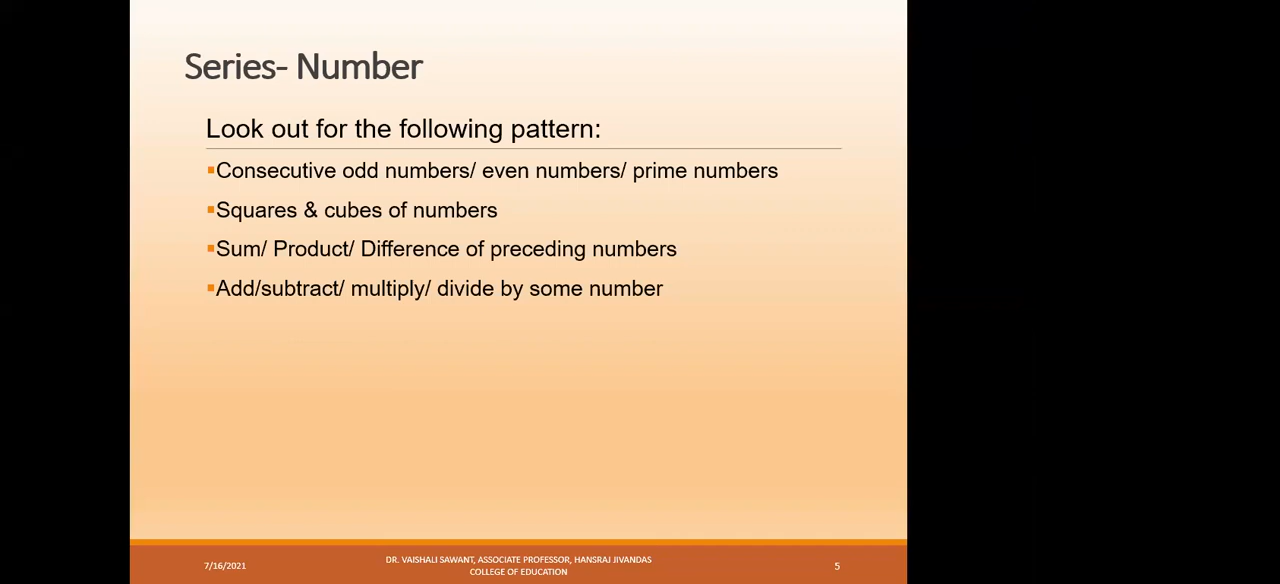 Series- Number
Look out for the following pattern:
▪Consecutive odd numbers/ even numbers/ prime numbers
▪Squares & cubes of numbers
▪Sum/ Product/ Difference of preceding numbers
▪Add/subtract/ multiply/ divide by some number
7/16/2021
DR. VAISHALI SAWANT, ASSOCIATE PROFESSOR, HANSRAJ JIVANDAS
COLLEGE OF EDUCATION
5